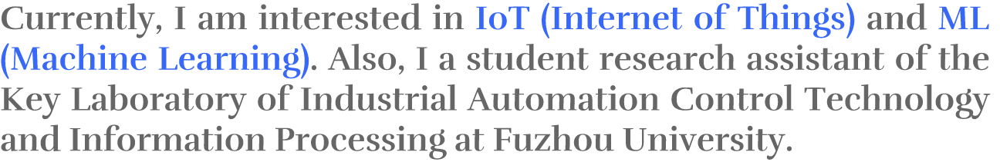 Currently, I am interested in IoT (Internet of Things) and ML
(Machine Learning). Also, I a student research assistant of the
Key Laboratory of Industrial Automation Control Technology
and Information Processing at Fuzhou University.